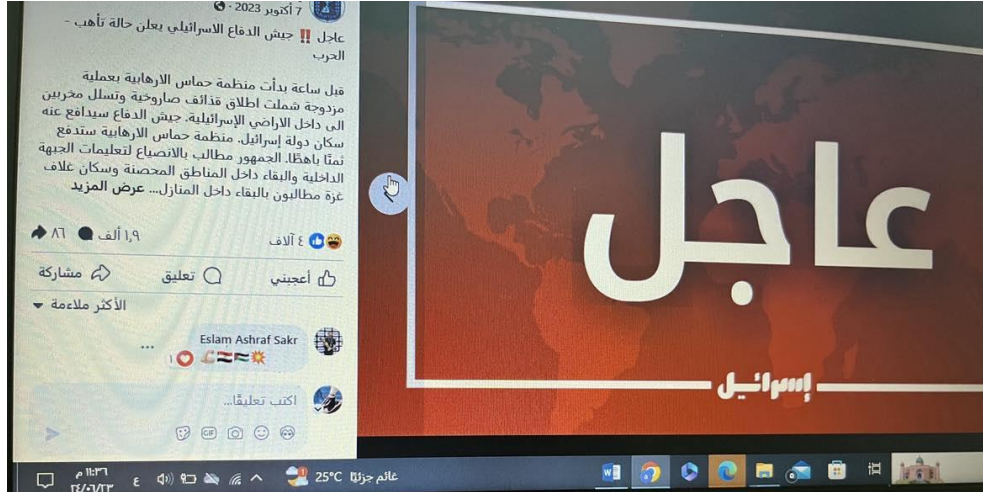 7 أكتوبر 2023 ·
عاجل ‼️ جيش الدفاع الاسرائيلي يعلن حالة تأهب -
الحرب
قبل ساعة بدأت منظمة حماس الارهابية بعملية
مزدوجة شملت اطلاق قذائف صاروخية وتسلل مخربين
الى داخل الاراضي الإسرائيلية. جيش الدفاع سيدافع عنه
سكان دولة إسرائيل. منظمة حماس الارهابية ستدفع
ثمنًا باهظًا. الجمهور مطالب بالانصياع لتعليمات الجبهة
الداخلية والبقاء داخل المناطق المحصنة وسكان غلاف
غزة مطالبون بالبقاء داخل المنازل... عرض المزيد
٤ آلاف
١,٩ ألف
٨٦
أعجبني
تعليق
مشاركة
الأكثر ملاءمة
Eslam Ashraf Sakr
١
اكتب تعليقًا...
GIF
عاجل
إسرائيل
25°C غائم جزئيًا
ع
١١:٣٦ م